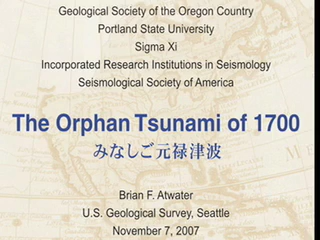 Geological Society of the Oregon Country
Portland State University
Sigma Xi
Incorporated Research Institutions in Seismology
Seismological Society of America
The Orphan Tsunami of 1700
みなしご元禄津波
Brian F. Atwater
U.S. Geological Survey, Seattle
November 7, 2007